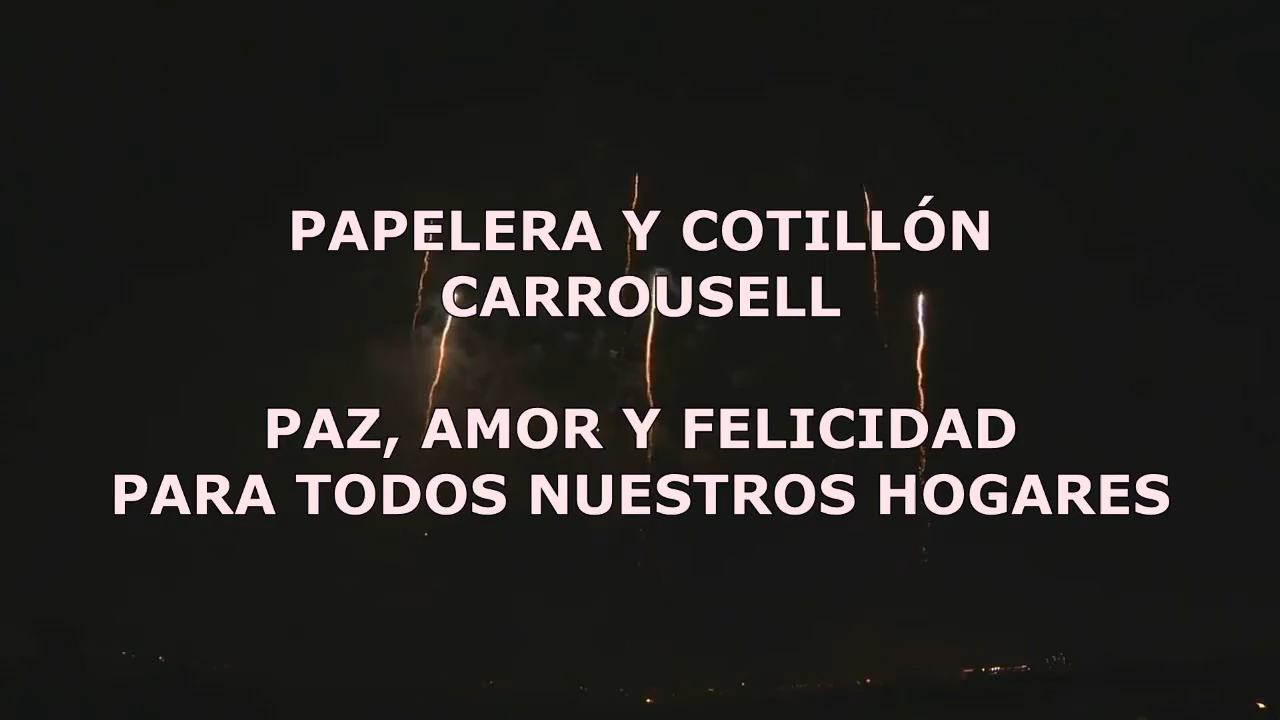 PAPELERA Y COTILLÓN
CARROUSELL
PAZ, AMOR Y FELICIDAD
PARA TODOS NUESTROS HOGARES